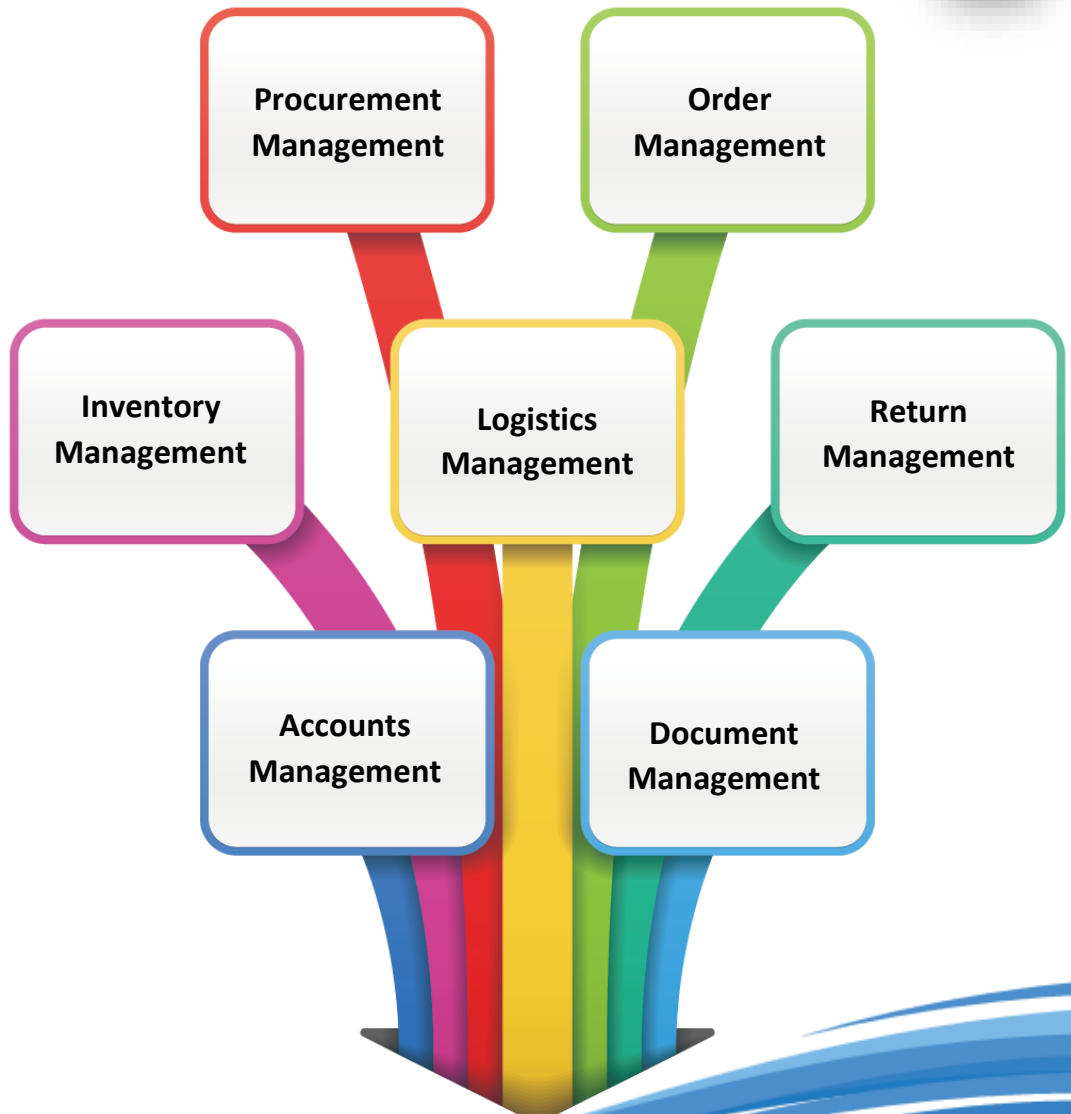 Procurement
Management
Order
Management
Inventory
Management
Logistics
Management
Return
Management
Accounts
Management
Document
Management